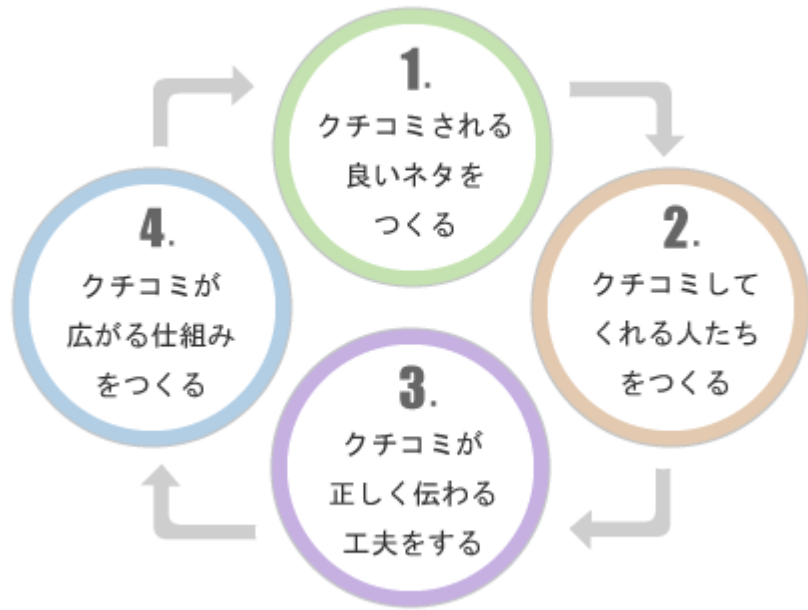 1.
クチコミされる
良いネタを
つくる
2.
クチコミして
くれる人たち
をつくる
3.
クチコミが
正しく伝わる
工夫をする
4.
クチコミが
広がる仕組み
をつくる